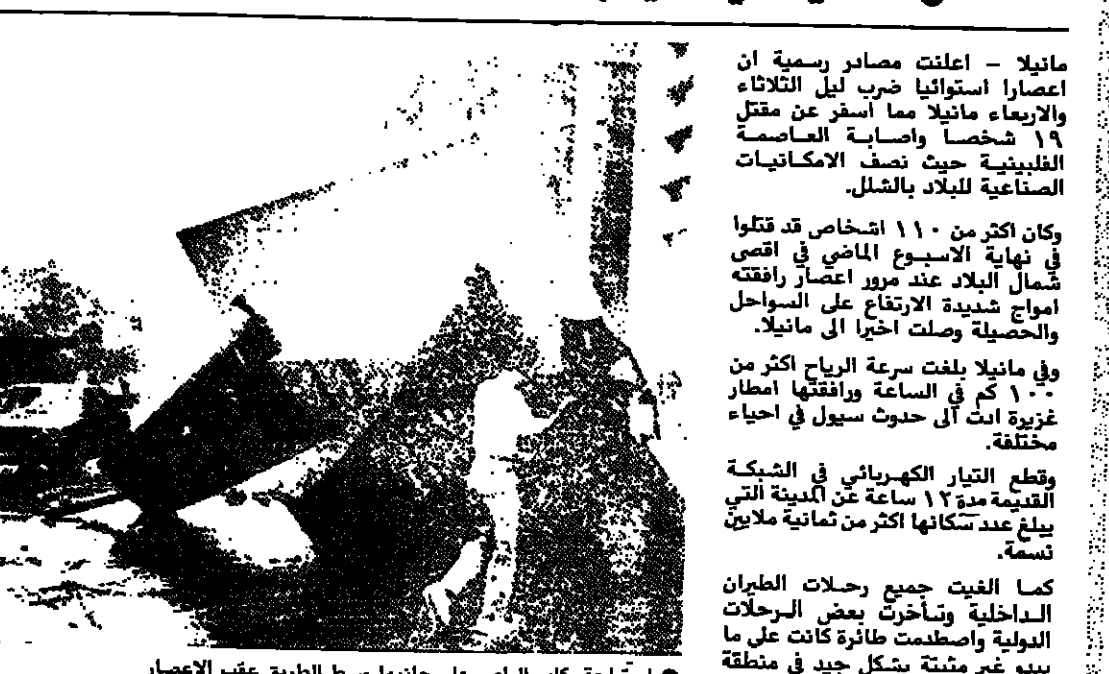 مانيلا – اعلنت مصادر رسمية ان
اعصارا استوائيا ضرب ليل الثلاثاء
والاربعاء مانيلا مما اسفر عن مقتل
١٩ شخصا واصابة العاصمة
الفلبينية حيث نصف الامكانيات
الصناعية للبلاد بالشلل.
وكان اكثر من ١١٠ اشخاص قد قتلوا
في نهاية الاسبوع الماضي في اقصى
شمال البلاد عند مرور اعصار رافقته
امواج شديدة الارتفاع على السواحل
والحصيلة وصلت اخيرا الى مانيلا.
وفي مانيلا بلغت سرعة الرياح اكثر من
١٠٠ كم في الساعة ورافقتها امطار
غزيرة ادت الى حدوث سيول في احياء
مختلفة.
وقطع التيار الكهربائي في الشبكة
القديمة مدة ١٢ ساعة عن المدينة التي
يبلغ عدد سكانها اكثر من ثمانية ملايين
نسمة.
كما الغيت جميع رحلات الطيران
الداخلية وتأخرت بعض الرحلات
الدولية واصطدمت طائرة كانت على ما
يبدو غير مثبتة بشكل جيد في منطقة
الطريق عقب الاعصار